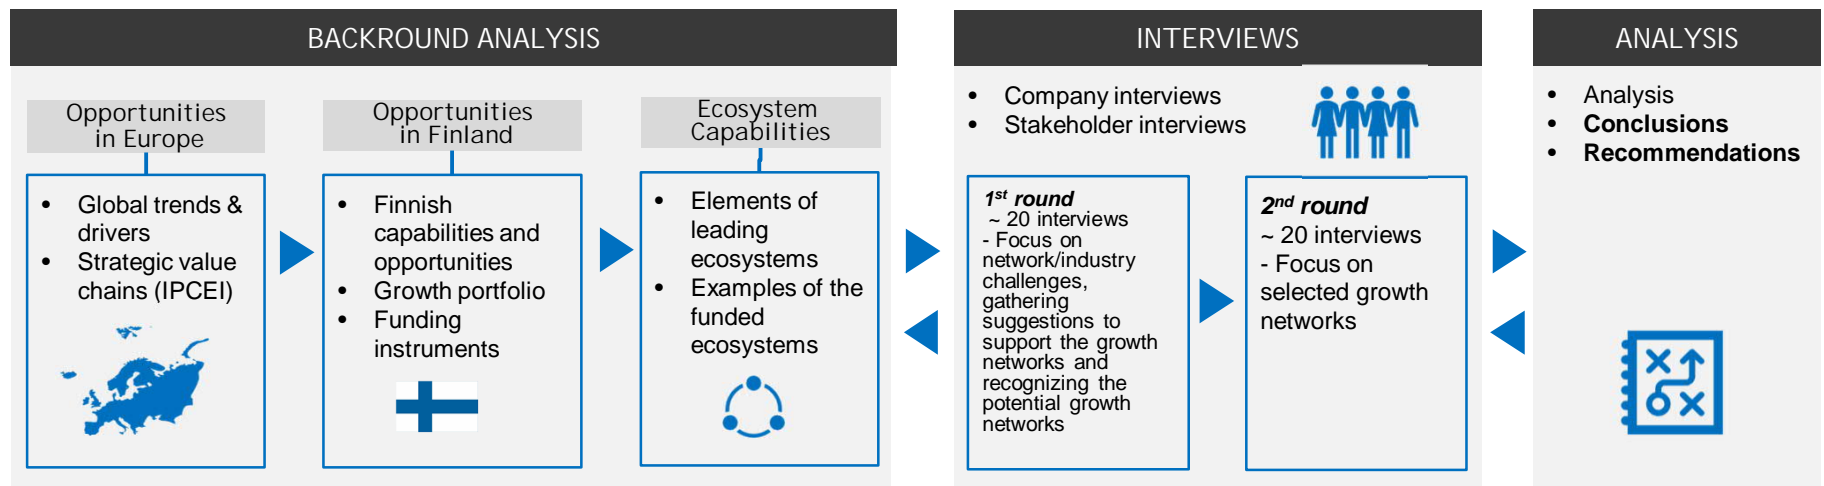 BACKROUND ANALYSIS
Opportunities
in Europe
• Global trends &
drivers
• Strategic value
chains (IPCEI)
Opportunities
in Finland
• Finnish
capabilities and
opportunities
• Growth portfolio
• Funding
instruments
Ecosystem
Capabilities
• Elements of
leading
ecosystems
• Examples of the
funded
ecosystems
INTERVIEWS
• Company interviews
• Stakeholder interviews
1st round
~ 20 interviews
- Focus on
network/industry
challenges,
gathering
suggestions to
support the growth
networks and
recognizing the
potential growth
networks
2nd round
~ 20 interviews
- Focus on
selected growth
networks
ANALYSIS
• Analysis
• Conclusions
• Recommendations